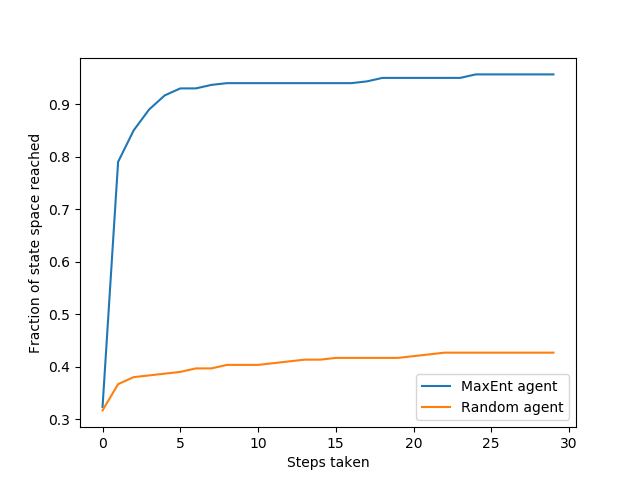 Fraction of state space reached
0.9
0.8
0.7
0.6
0.5
0.4
0.3
MaxEnt agent
Random agent
0 5 10 15 20 25 30
Steps taken